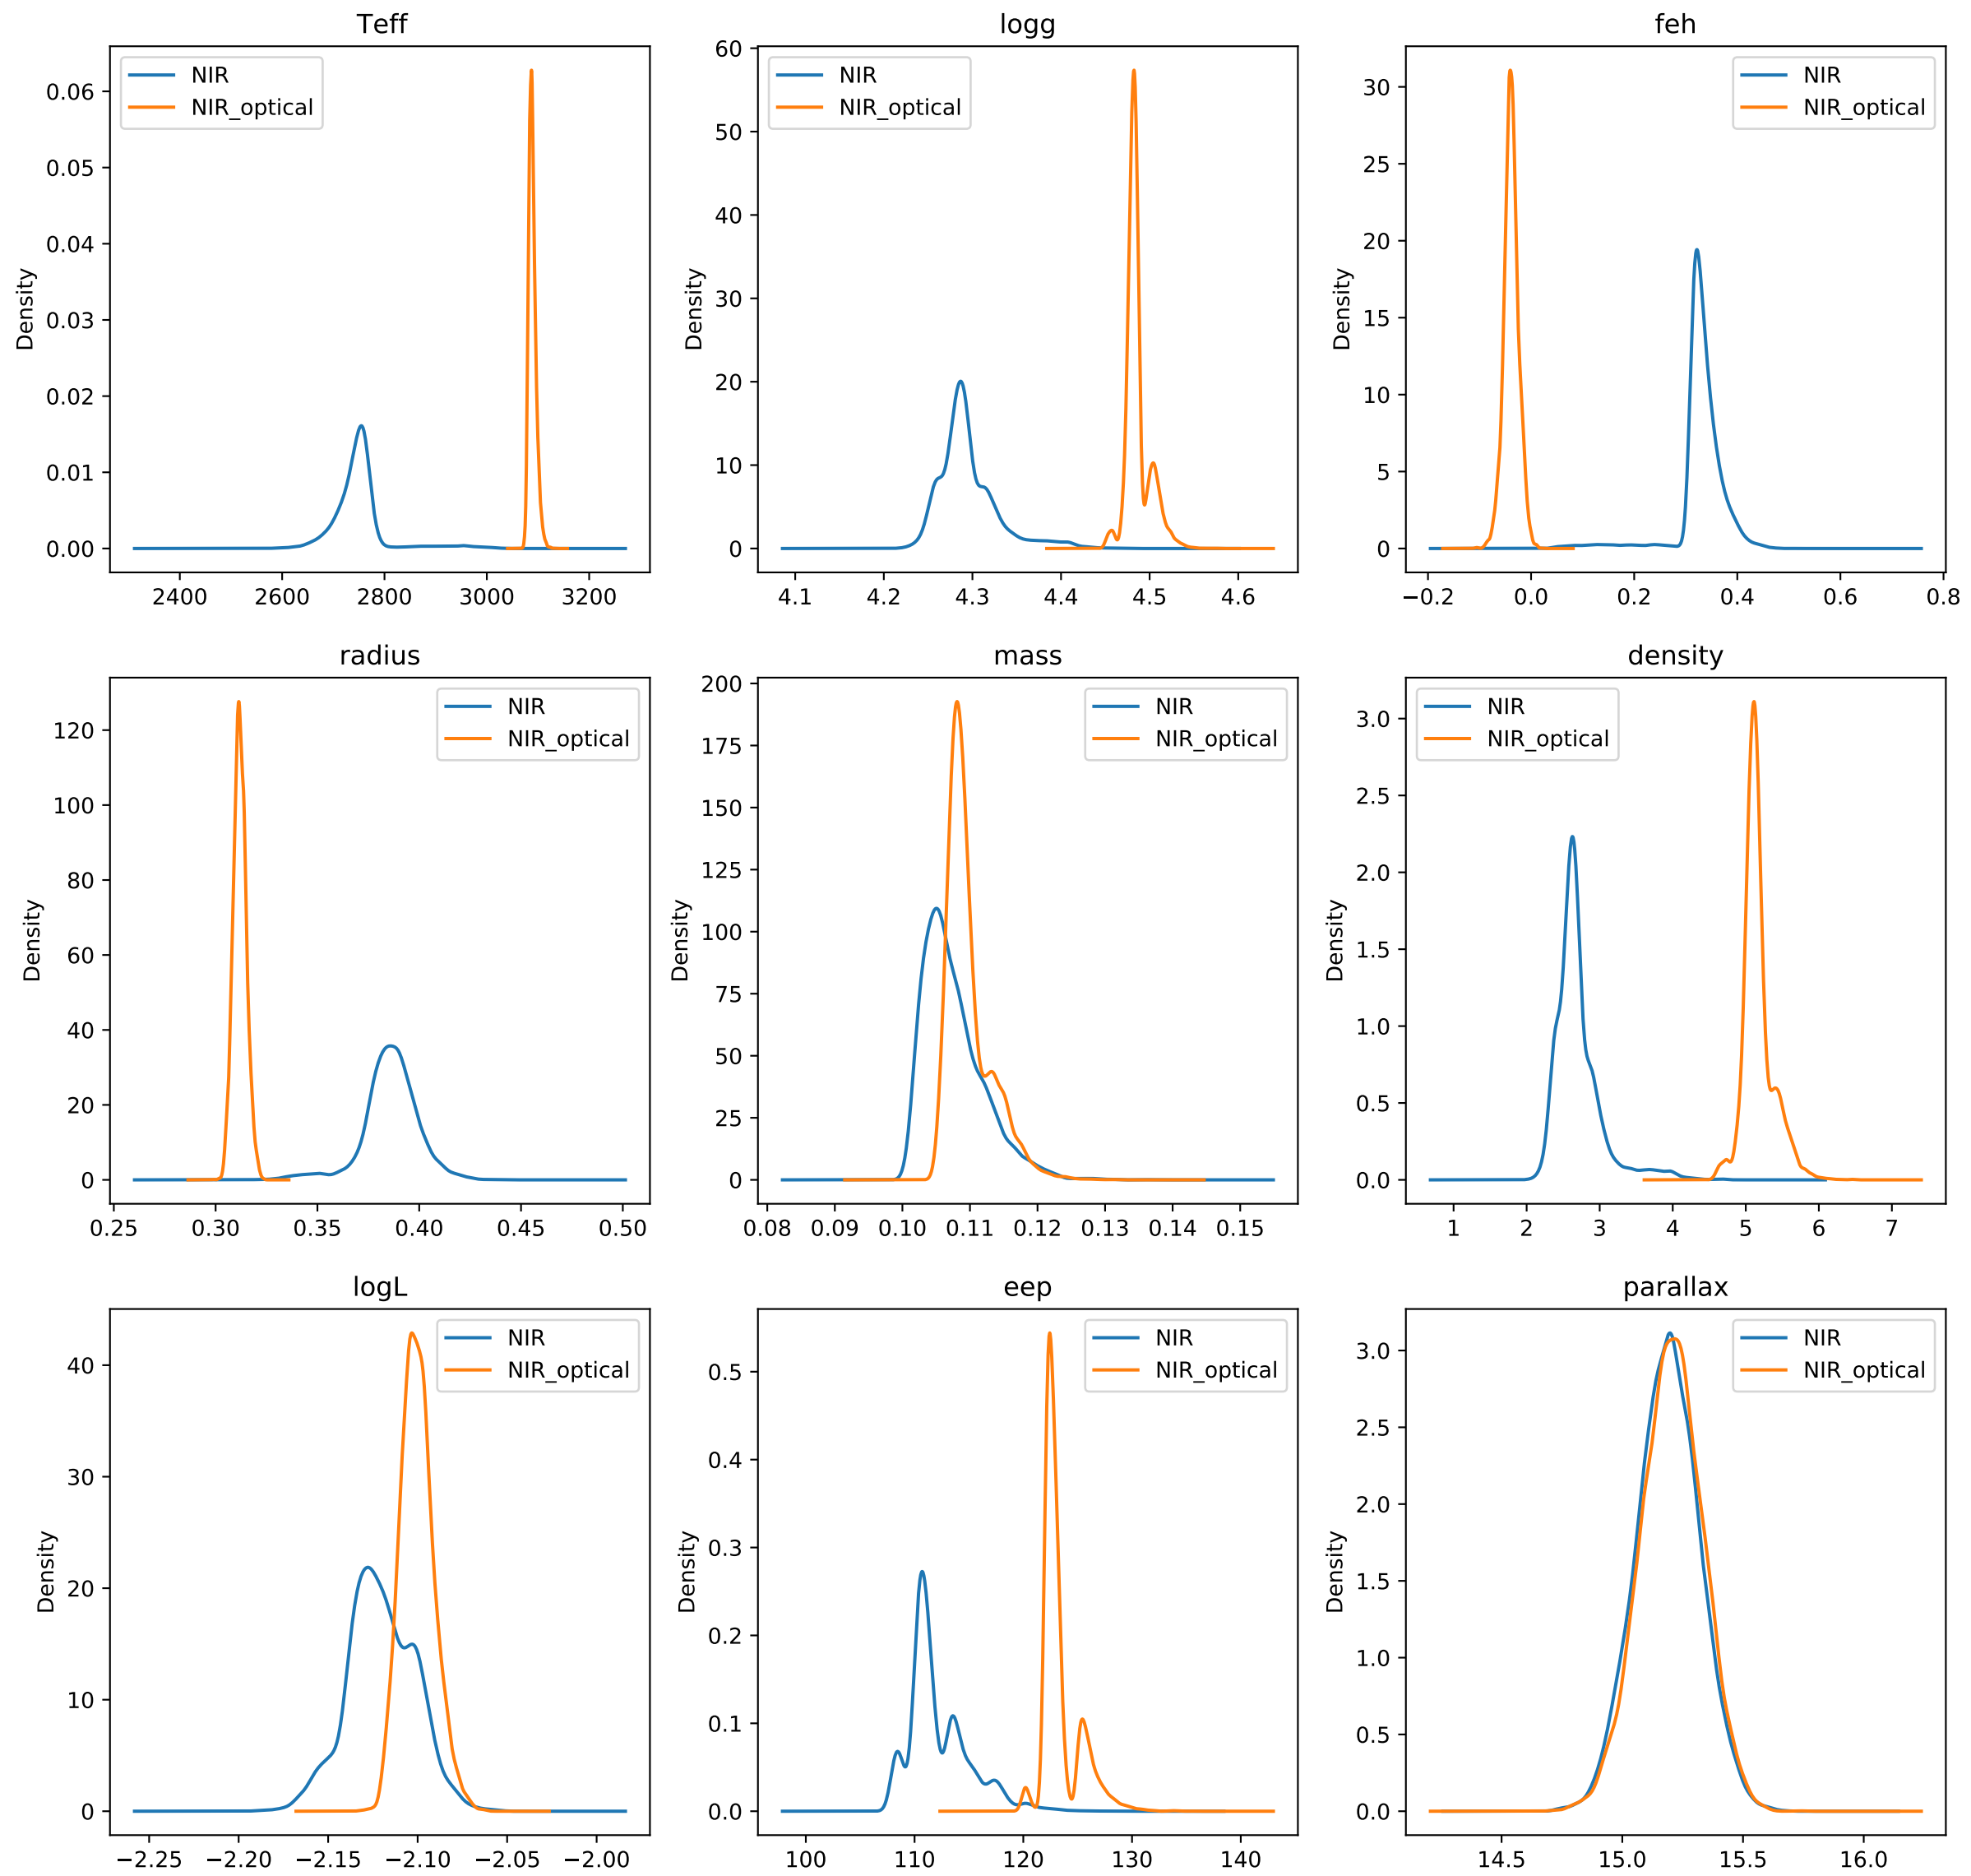 Teff
NIR
NIR_optical
Density
0.06
0.05
0.04
0.03
0.02
0.01
0.00
2400 2600 2800 3000 3200
logg
NIR
NIR_optical
Density
60
50
40
30
20
10
0
4.1 4.2 4.3 4.4 4.5 4.6
feh
NIR
NIR_optical
Density
30
25
20
15
10
5
0
−0.2 0.0 0.2 0.4 0.6 0.8
radius
NIR
NIR_optical
Density
120
100
80
60
40
20
0
0.25 0.30 0.35 0.40 0.45 0.50
mass
NIR
NIR_optical
Density
200
175
150
125
100
75
50
25
0
0.08 0.09 0.10 0.11 0.12 0.13 0.14 0.15
density
NIR
NIR_optical
Density
3.0
2.5
2.0
1.5
1.0
0.5
0.0
1 2 3 4 5 6 7
logL
NIR
NIR_optical
Density
40
30
20
10
0
−2.25 −2.20 −2.15 −2.10 −2.05 −2.00
eep
NIR
NIR_optical
Density
0.5
0.4
0.3
0.2
0.1
0.0
100 110 120 130 140
parallax
NIR
NIR_optical
Density
3.0
2.5
2.0
1.5
1.0
0.5
0.0
14.5 15.0 15.5 16.0